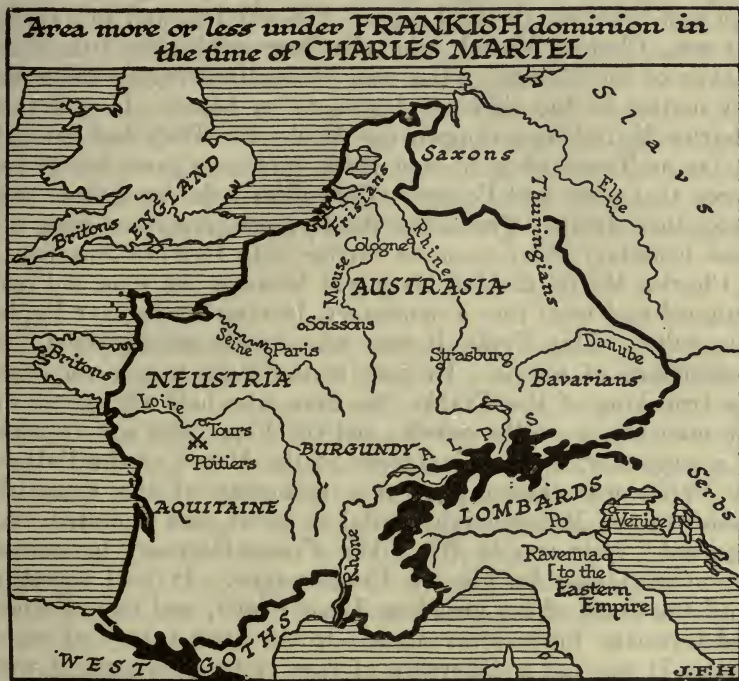 Area more or less under FRANKISH dominion in
the time of CHARLES MARTEL
Slavs
Saxons
Elbe
ENGLAND
Britons
Frisians
Thuringians
Cologne
Rhine
Meuse
AUSTRASIA
Soissons
Seine
Paris
Strasburg
Danube
Bavarians
Britons
NEUSTRIA
Loire
Tours
Poitiers
BURGUNDY
ALPS
AQUITAINE
LOMBARDS
Serbs
Po
Venice
Rhone
Ravenna
[to the
Eastern
Empire]
WEST GOTHS
J.F.H